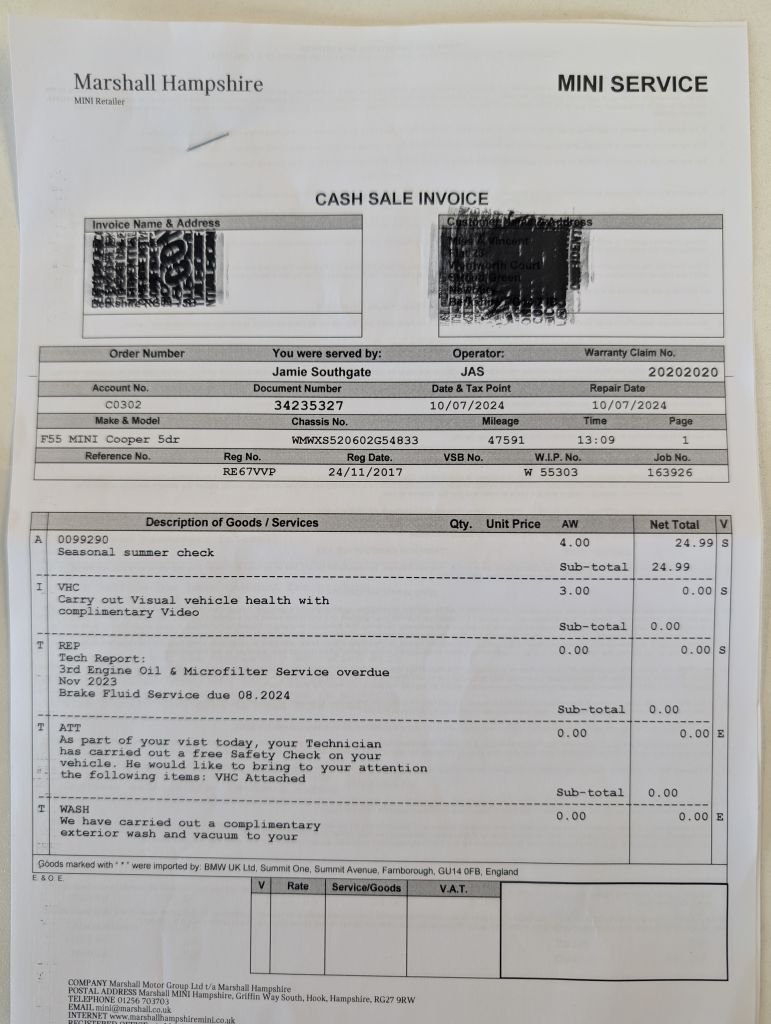 Marshall Hampshire
MINI Retailer
MINI SERVICE
CASH SALE INVOICE
Invoice Name & Address
Order Number You were served by: Operator: Warranty Claim No.
Jamie Southgate JAS 20202020
Account No. Document Number Date & Tax Point Repair Date
C0302 34235327 10/07/2024 10/07/2024
Make & Model Chassis No. Mileage Time Page
F55 MINI Cooper 5dr WMWXS520602G54833 47591 13:09 1
Reference No. Reg No. Reg Date. VSB No. W.I.P. No. Job No.
RE67VVP 24/11/2017 W 55303 163926
Description of Goods / Services Qty. Unit Price AW Net Total V
A 0099290 4.00 24.99 S
Seasonal summer check
Sub-total 24.99
I VHC 3.00 0.00 S
Carry out Visual vehicle health with
complimentary Video
Sub-total 0.00
T REP 0.00 0.00 S
Tech Report:
3rd Engine Oil & Microfilter Service overdue
Nov 2023
Brake Fluid Service due 08.2024
Sub-total 0.00
T ATT 0.00 0.00 E
As part of your vist today, your Technician
has carried out a free Safety Check on your
vehicle. He would like to bring to your attention
the following items: VHC Attached
Sub-total 0.00
T WASH 0.00 0.00 E
We have carried out a complimentary
exterior wash and vacuum to your
Goods marked with " * " were imported by: BMW UK Ltd, Summit One, Summit Avenue, Farnborough, GU14 0FB, England
E. & O. E.
V Rate Service/Goods V.A.T.
COMPANY Marshall Motor Group Ltd t/a Marshall Hampshire
POSTAL ADDRESS Marshall MINI Hampshire, Griffin Way South, Hook, Hampshire, RG27 9RW
TELEPHONE 01256 703703
EMAIL mini@marshall.co.uk
INTERNET www.marshallhampshiremini.co.uk